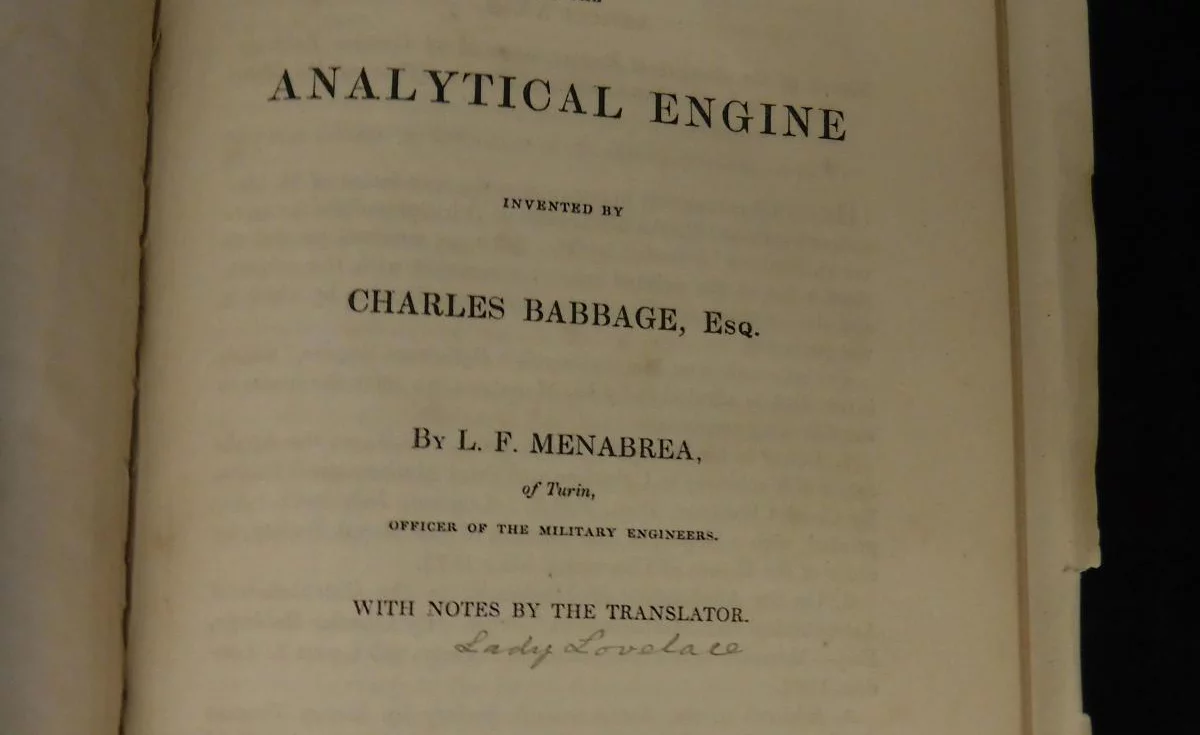 ANALYTICAL ENGINE
INVENTED BY
CHARLES BABBAGE, Esq.
By L. F. MENABREA,
of Turin,
OFFICER OF THE MILITARY ENGINEERS.
WITH NOTES BY THE TRANSLATOR.
Lady Lovelace